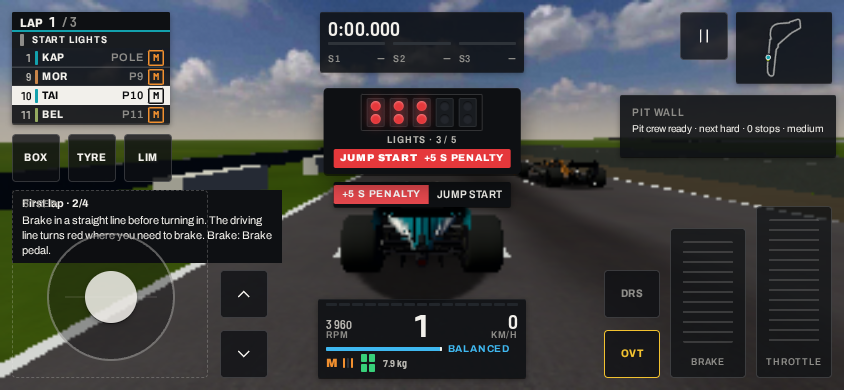 LAP 1 / 3
START LIGHTS
1 KAP POLE M
9 MOR P9 M
10 TAI P10 M
11 BEL P11 M
BOX
TYRE
LIM
First lap · 2/4
Brake in a straight line before turning in. The driving
line turns red where you need to brake. Brake: Brake
pedal.
0:00.000
S1 – S2 – S3 –
LIGHTS · 3 / 5
JUMP START +5 S PENALTY
+5 S PENALTY JUMP START
PIT WALL
Pit crew ready · next hard · 0 stops · medium
3 960
RPM
1
0
KM/H
BALANCED
M
7.9 kg
DRS
OVT
BRAKE
THROTTLE